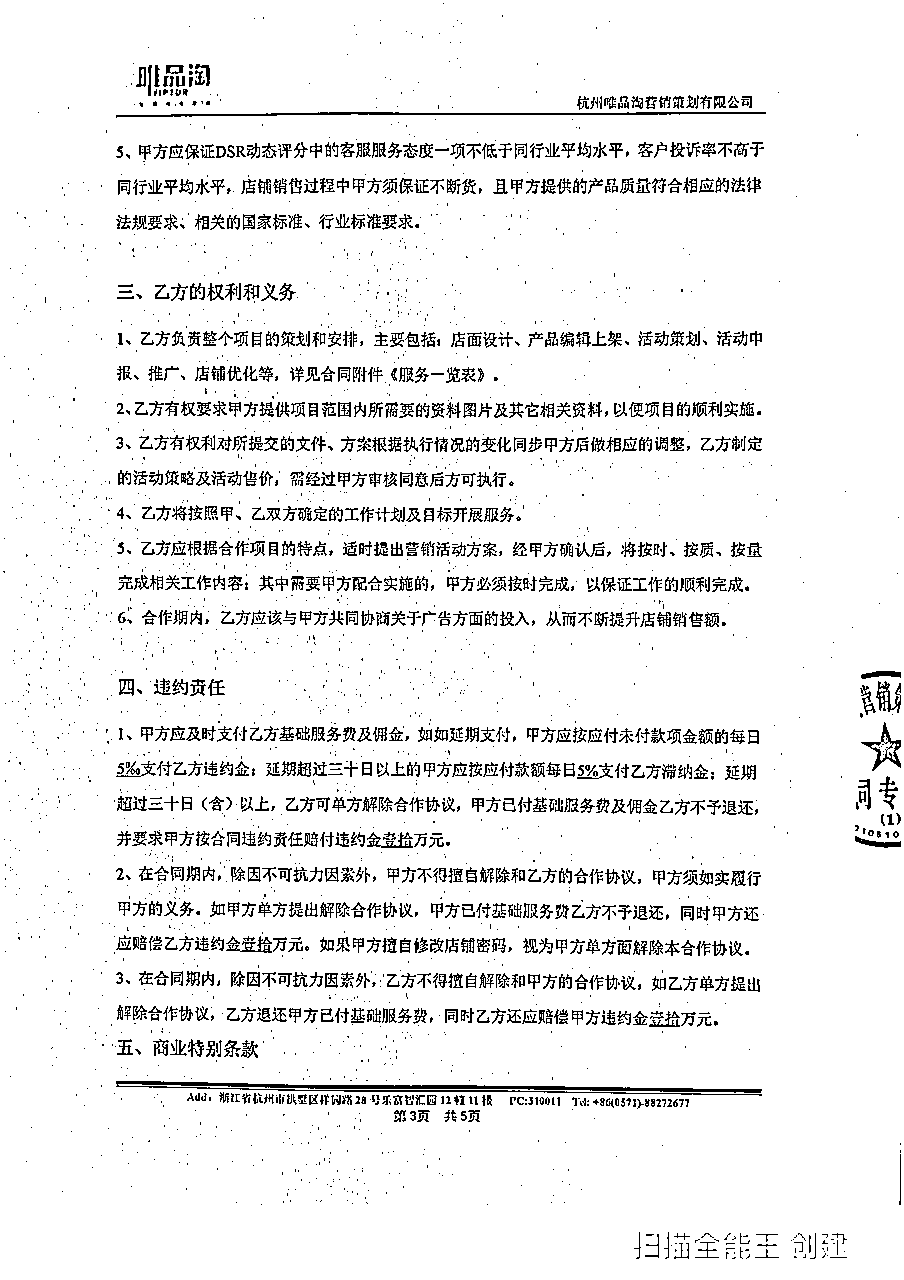 唯品淘
VIPTOR
杭州唯品淘营销策划有限公司
5、甲方应保证DSR动态评分中的客服服务态度一项不低于同行业平均水平，客户投诉率不高于
同行业平均水平，店铺销售过程中甲方须保证不断货，且甲方提供的产品质量符合相应的法律
法规要求、相关的国家标准、行业标准要求。
三、乙方的权利和义务
1、乙方负责整个项目的策划和安排，主要包括：店面设计、产品编辑上架、活动策划、活动申
报、推广、店铺优化等，详见合同附件《服务一览表》。
2、乙方有权要求甲方提供项目范围内所需要的资料图片及其它相关资料，以便项目的顺利实施。
3、乙方有权利对所提交的文件、方案根据执行情况的变化同步甲方后做相应的调整，乙方制定
的活动策略及活动售价，需经过甲方审核同意后方可执行。
4、乙方将按照甲、乙双方确定的工作计划及目标开展服务。
5、乙方应根据合作项目的特点，适时提出营销活动方案，经甲方确认后，将按时、按质、按量
完成相关工作内容；其中需要甲方配合实施的，甲方必须按时完成，以保证工作的顺利完成。
6、合作期内，乙方应该与甲方共同协商关于广告方面的投入，从而不断提升店铺销售额。
四、违约责任
1、甲方应及时支付乙方基础服务费及佣金，如如延期支付，甲方应按应付未付款项金额的每日
5‰支付乙方违约金；延期超过三十日以上的甲方应按应付款额每日5%支付乙方滞纳金；延期
超过三十日（含）以上，乙方可单方解除合作协议，甲方已付基础服务费及佣金乙方不予退还，
并要求甲方按合同违约责任赔付违约金壹拾万元。
2、在合同期内，除因不可抗力因素外，甲方不得擅自解除和乙方的合作协议，甲方须如实履行
甲方的义务。如甲方单方提出解除合作协议，甲方已付基础服务费乙方不予退还，同时甲方还
应赔偿乙方违约金壹拾万元。如果甲方擅自修改店铺密码，视为甲方单方面解除本合作协议。
3、在合同期内，除因不可抗力因素外，乙方不得擅自解除和甲方的合作协议，如乙方单方提出
解除合作协议，乙方退还甲方已付基础服务费，同时乙方还应赔偿甲方违约金壹拾万元。
五、商业特别条款
营销
同专
(1)
Add：浙江省杭州市拱墅区祥园路28号乐富智汇园12幢11楼 PC:310011 Tel: +86(0571)-88272677
第3页 共5页
扫描全能王 创建